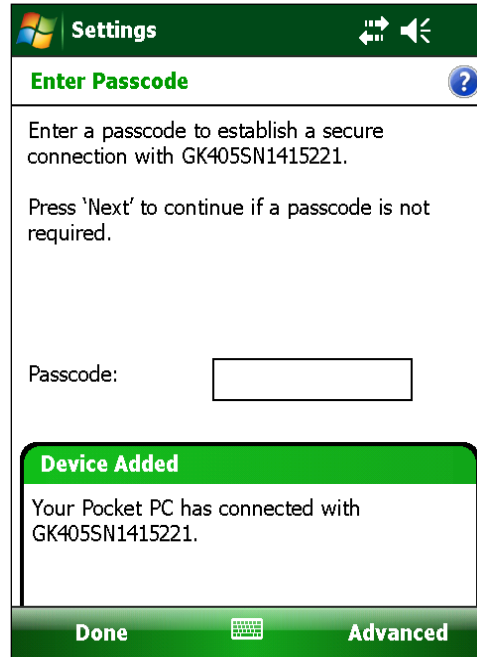 Settings
Enter Passcode
?
Enter a passcode to establish a secure
connection with GK405SN1415221.
Press ‘Next’ to continue if a passcode is not
required.
Passcode:
Device Added
Your Pocket PC has connected with
GK405SN1415221.
Done
Advanced